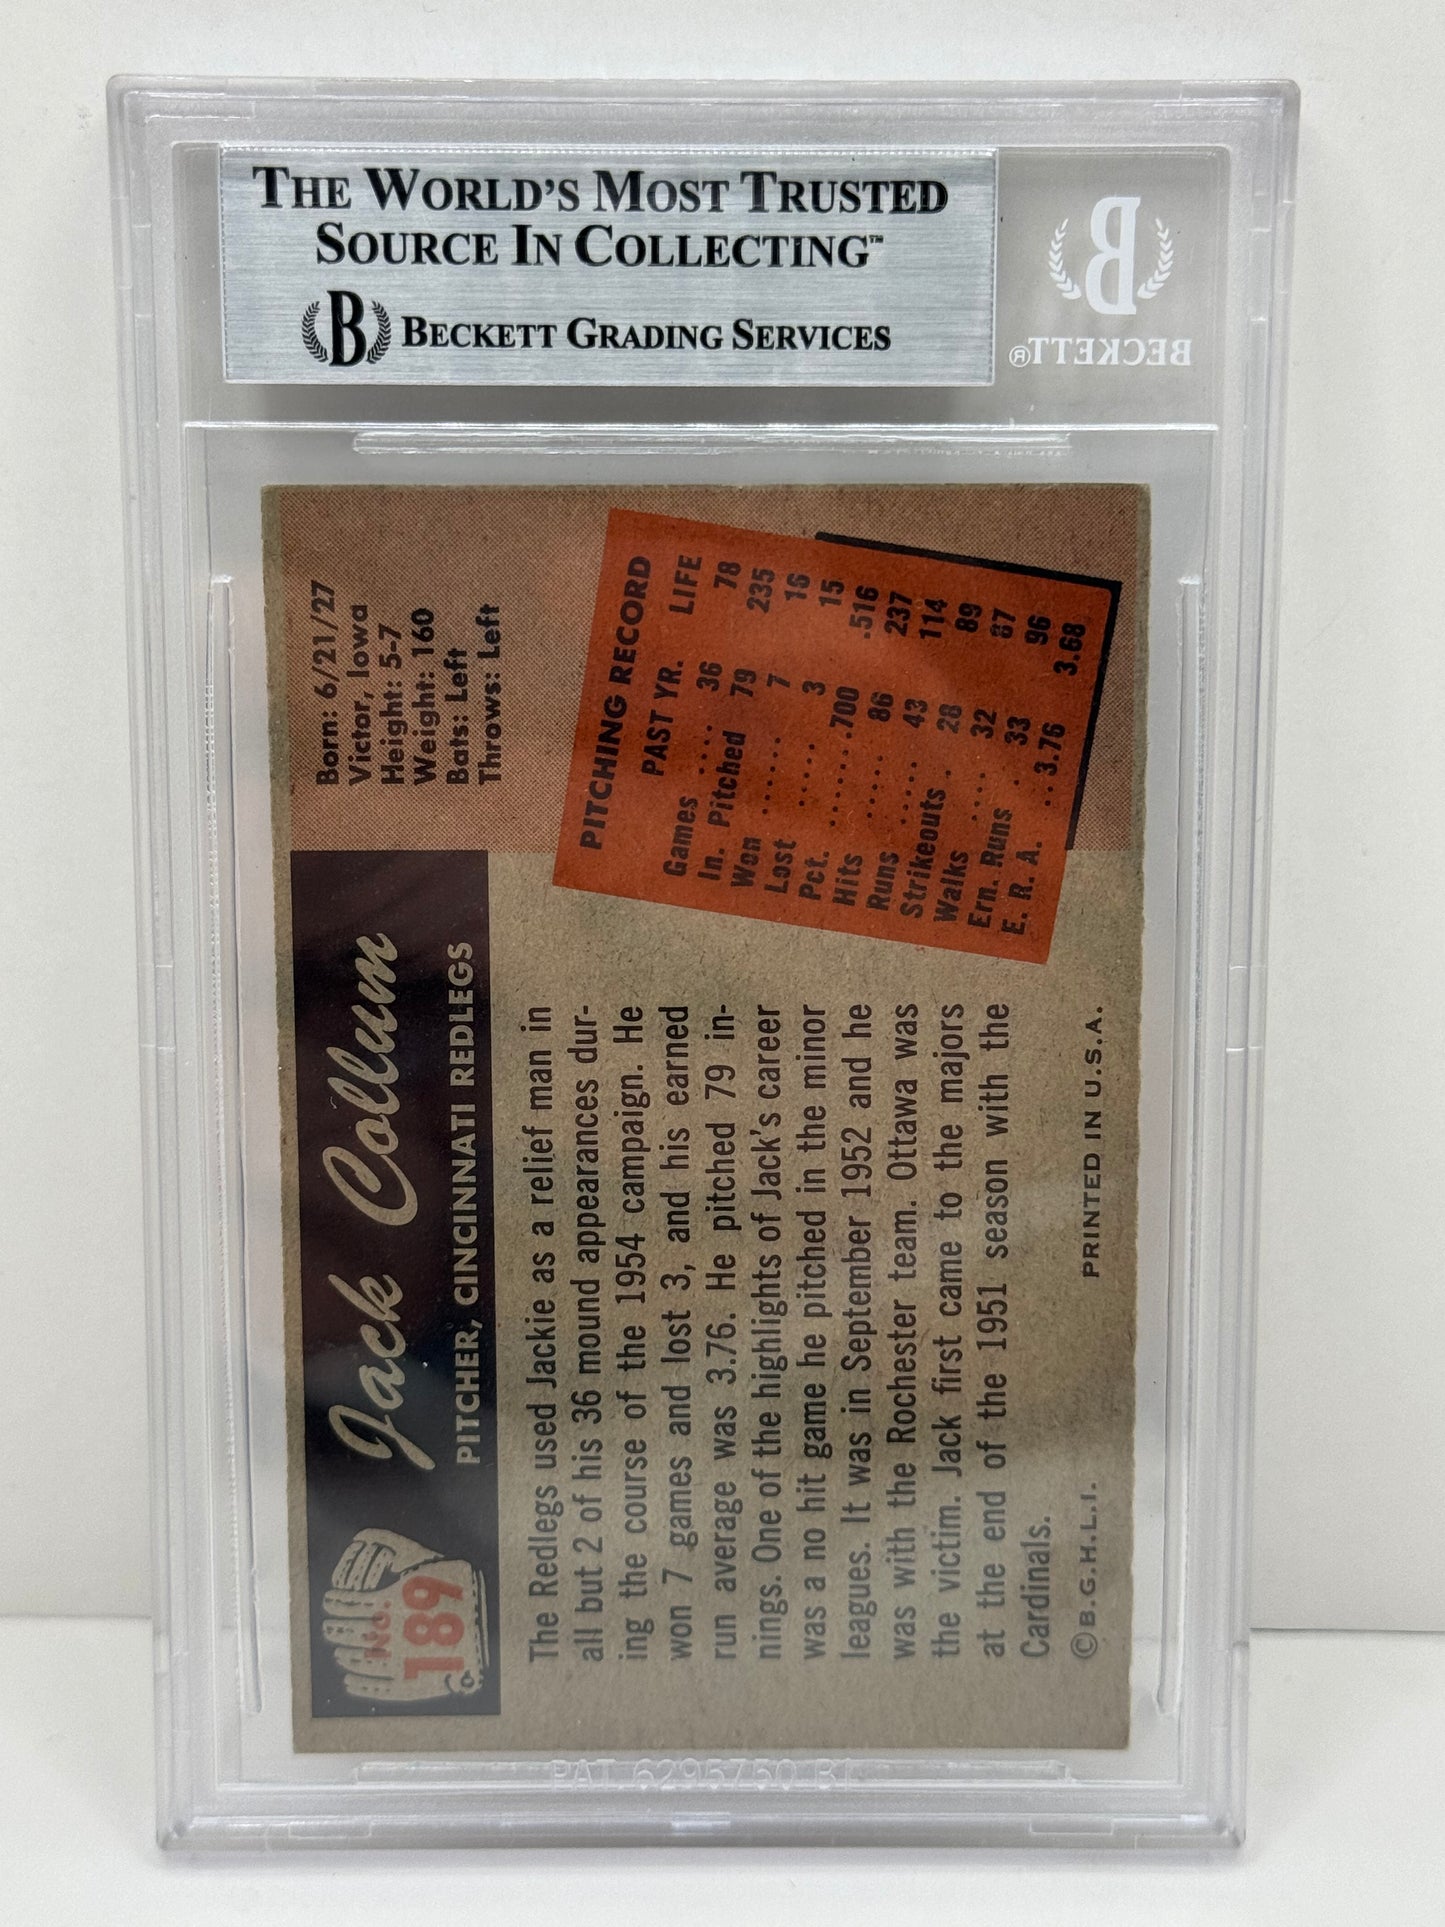 THE WORLD'S MOST TRUSTED
SOURCE IN COLLECTING™
B BECKETT GRADING SERVICES
B
BECKETT®
No.
189
Jack Collum
PITCHER, CINCINNATI REDLEGS
Born: 6/21/27
Victor, Iowa
Height: 5-7
Weight: 160
Bats: Left
Throws: Left
The Redlegs used Jackie as a relief man in
all but 2 of his 36 mound appearances dur-
ing the course of the 1954 campaign. He
won 7 games and lost 3, and his earned
run average was 3.76. He pitched 79 in-
nings. One of the highlights of Jack's career
was a no hit game he pitched in the minor
leagues. It was in September 1952 and he
was with the Rochester team. Ottawa was
the victim. Jack first came to the majors
at the end of the 1951 season with the
Cardinals.
PITCHING RECORD
PAST YR. LIFE
Games .... 36 78
In. Pitched 79 235
Won ...... 7 16
Lost ..... 3 15
Pct. ....... .700 .516
Hits ..... 86 237
Runs ..... 43 114
Strikeouts . 28 89
Walks .... 32 87
Ern. Runs .. 33 96
E. R. A. .. 3.76 3.68
©B.G.H.L.I. PRINTED IN U.S.A.
PAT. 6295750 B1